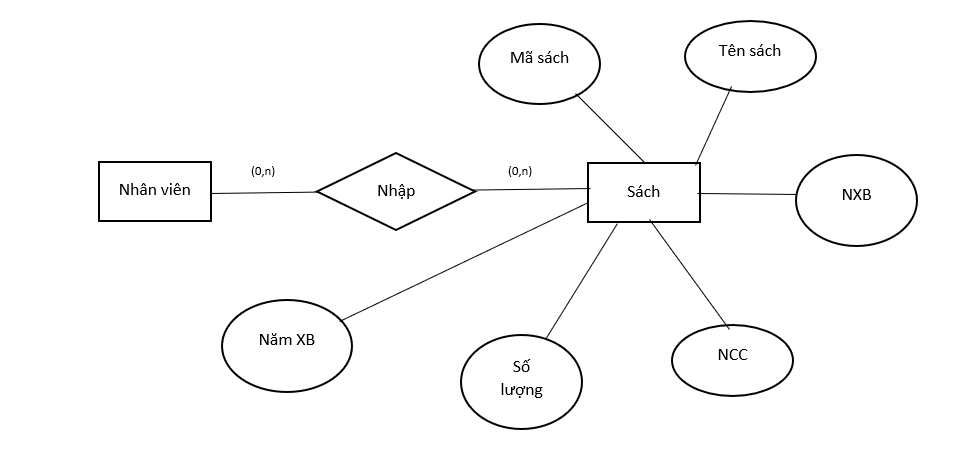 Mã sách
Tên sách
Nhân viên
(0,n)
Nhập
(0,n)
Sách
NXB
Năm XB
Số
lượng
NCC